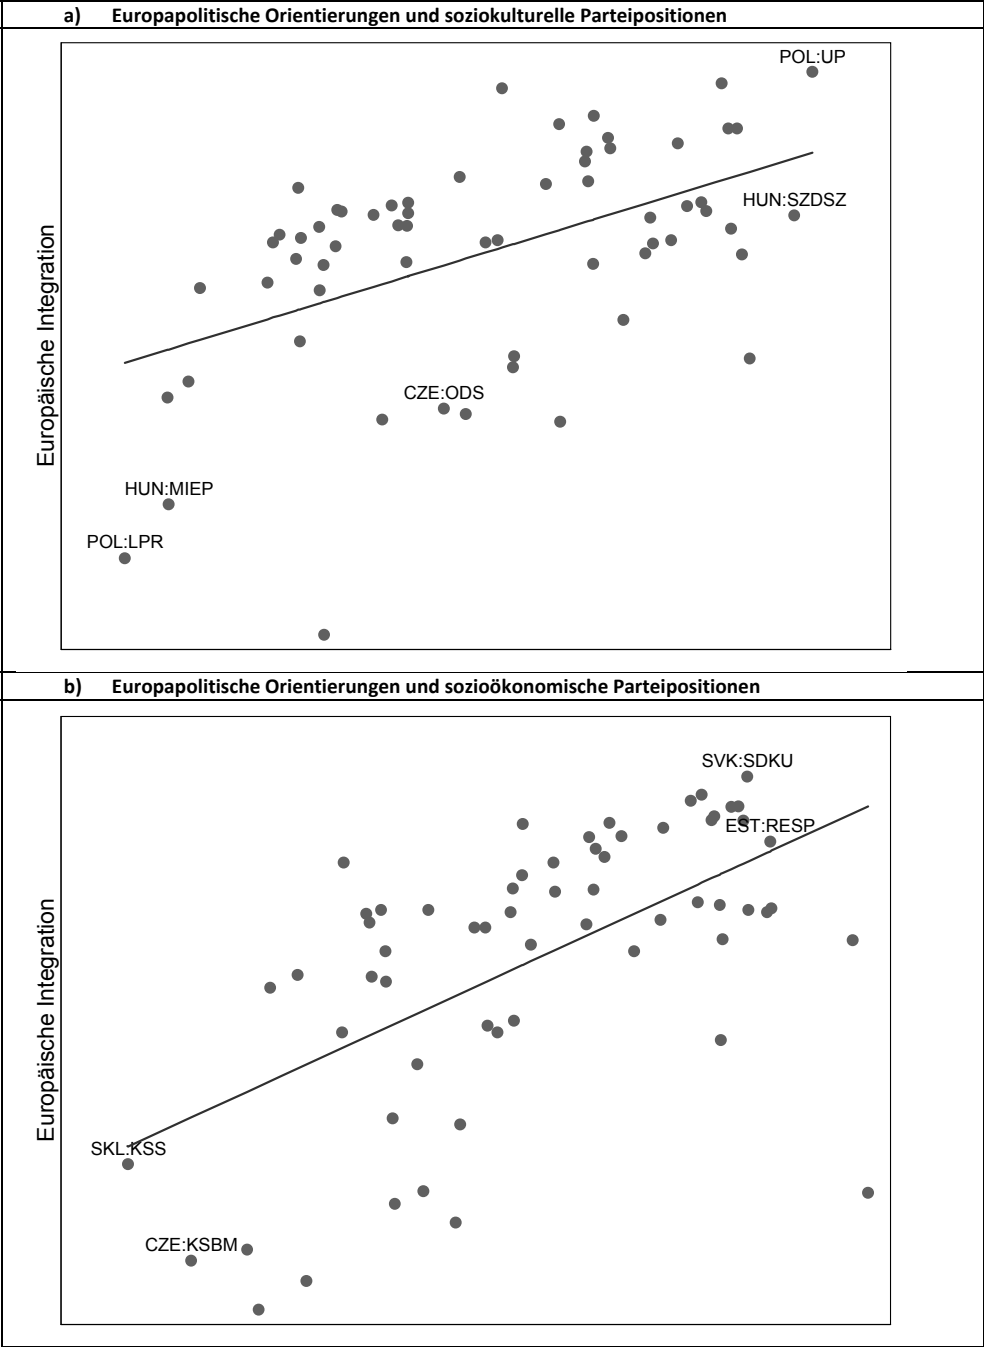 a) Europapolitische Orientierungen und soziokulturelle Parteipositionen
POL:UP
HUN:SZDSZ
Europäische Integration
CZE:ODS
HUN:MIEP
POL:LPR
b) Europapolitische Orientierungen und sozioökonomische Parteipositionen
SVK:SDKU
EST:RESP
Europäische Integration
SKL:KSS
CZE:KSBM